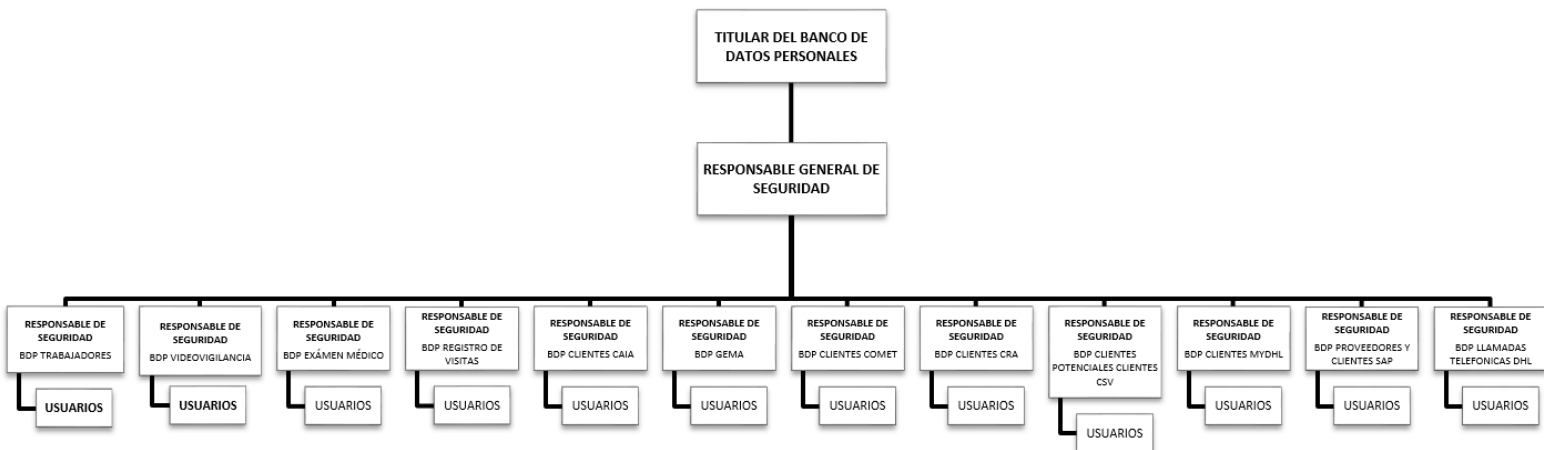 TITULAR DEL BANCO DE
DATOS PERSONALES
RESPONSABLE GENERAL DE
SEGURIDAD
RESPONSABLE DE
SEGURIDAD
BDP TRABAJADORES
USUARIOS
RESPONSABLE DE
SEGURIDAD
BDP VIDEOVIGILANCIA
USUARIOS
RESPONSABLE DE
SEGURIDAD
BDP EXÁMEN MÉDICO
USUARIOS
RESPONSABLE DE
SEGURIDAD
BDP REGISTRO DE
VISITAS
USUARIOS
RESPONSABLE DE
SEGURIDAD
BDP CLIENTES CAIA
USUARIOS
RESPONSABLE DE
SEGURIDAD
BDP GEMA
USUARIOS
RESPONSABLE DE
SEGURIDAD
BDP CLIENTES COMET
USUARIOS
RESPONSABLE DE
SEGURIDAD
BDP CLIENTES CRA
USUARIOS
RESPONSABLE DE
SEGURIDAD
BDP CLIENTES
POTENCIALES CLIENTES
CSV
USUARIOS
RESPONSABLE DE
SEGURIDAD
BDP CLIENTES MYDHL
USUARIOS
RESPONSABLE DE
SEGURIDAD
BDP PROVEEDORES Y
CLIENTES SAP
USUARIOS
RESPONSABLE DE
SEGURIDAD
BDP LLAMADAS
TELEFONICAS DHL
USUARIOS